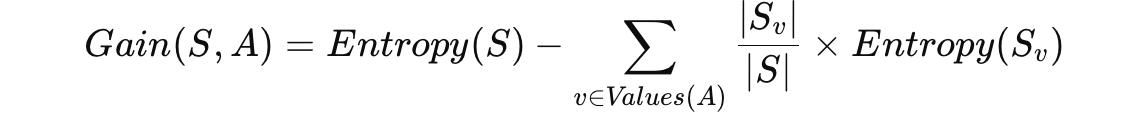 Gain(S, A) = Entropy(S) − ∑_{v∈Values(A)} |S_v| / |S| × Entropy(S_v)